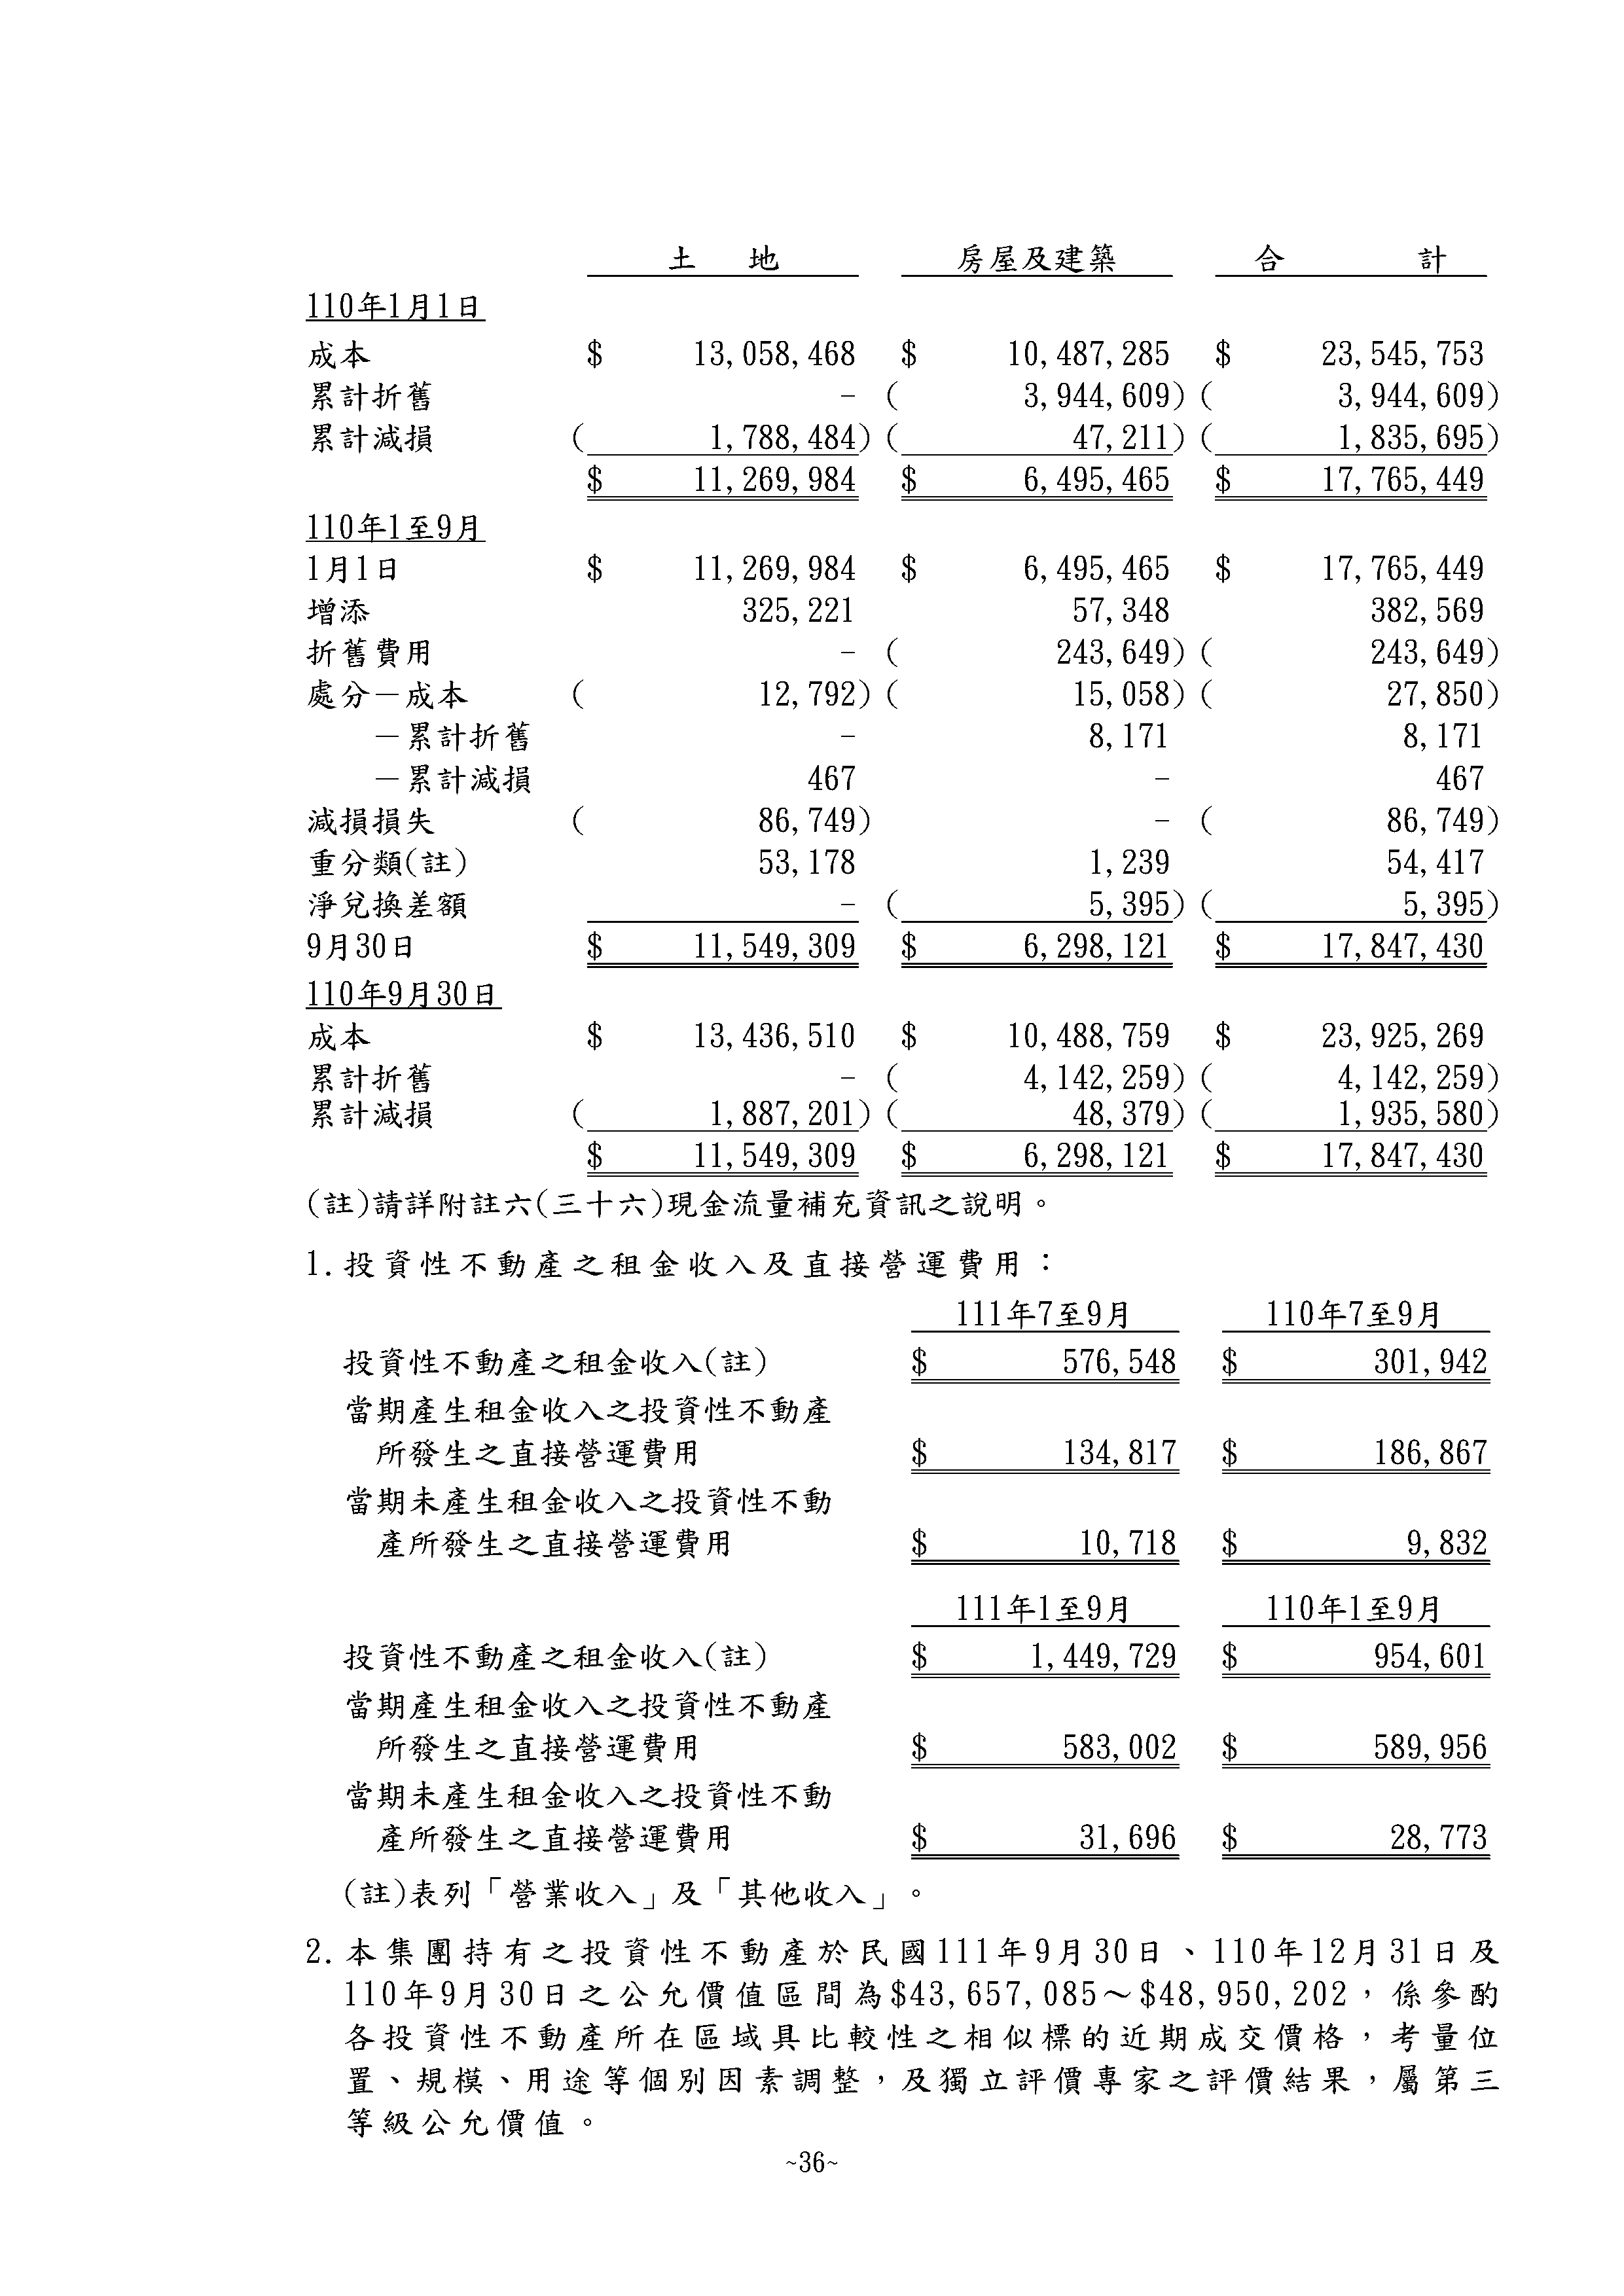 土 地 房屋及建築 合 計
110年1月1日
成本 $ 13,058,468 $ 10,487,285 $ 23,545,753
累計折舊 - ( 3,944,609) ( 3,944,609)
累計減損 ( 1,788,484) ( 47,211) ( 1,835,695)
$ 11,269,984 $ 6,495,465 $ 17,765,449
110年1至9月
1月1日 $ 11,269,984 $ 6,495,465 $ 17,765,449
增添 325,221 57,348 382,569
折舊費用 - ( 243,649) ( 243,649)
處分－成本 ( 12,792) ( 15,058) ( 27,850)
－累計折舊 - 8,171 8,171
－累計減損 467 - 467
減損損失 ( 86,749) - ( 86,749)
重分類(註) 53,178 1,239 54,417
淨兌換差額 - ( 5,395) ( 5,395)
9月30日 $ 11,549,309 $ 6,298,121 $ 17,847,430
110年9月30日
成本 $ 13,436,510 $ 10,488,759 $ 23,925,269
累計折舊 - ( 4,142,259) ( 4,142,259)
累計減損 ( 1,887,201) ( 48,379) ( 1,935,580)
$ 11,549,309 $ 6,298,121 $ 17,847,430
(註)請詳附註六(三十六)現金流量補充資訊之說明。
1.投資性不動產之租金收入及直接營運費用：
111年7至9月 110年7至9月
投資性不動產之租金收入(註) $ 576,548 $ 301,942
當期產生租金收入之投資性不動產
所發生之直接營運費用 $ 134,817 $ 186,867
當期未產生租金收入之投資性不動
產所發生之直接營運費用 $ 10,718 $ 9,832
111年1至9月 110年1至9月
投資性不動產之租金收入(註) $ 1,449,729 $ 954,601
當期產生租金收入之投資性不動產
所發生之直接營運費用 $ 583,002 $ 589,956
當期未產生租金收入之投資性不動
產所發生之直接營運費用 $ 31,696 $ 28,773
(註)表列「營業收入」及「其他收入」。
2.本集團持有之投資性不動產於民國111年9月30日、110年12月31日及
110年9月30日之公允價值區間為$43,657,085～$48,950,202，係參酌
各投資性不動產所在區域具比較性之相似標的近期成交價格，考量位
置、規模、用途等個別因素調整，及獨立評價專家之評價結果，屬第三
等級公允價值。
~36~